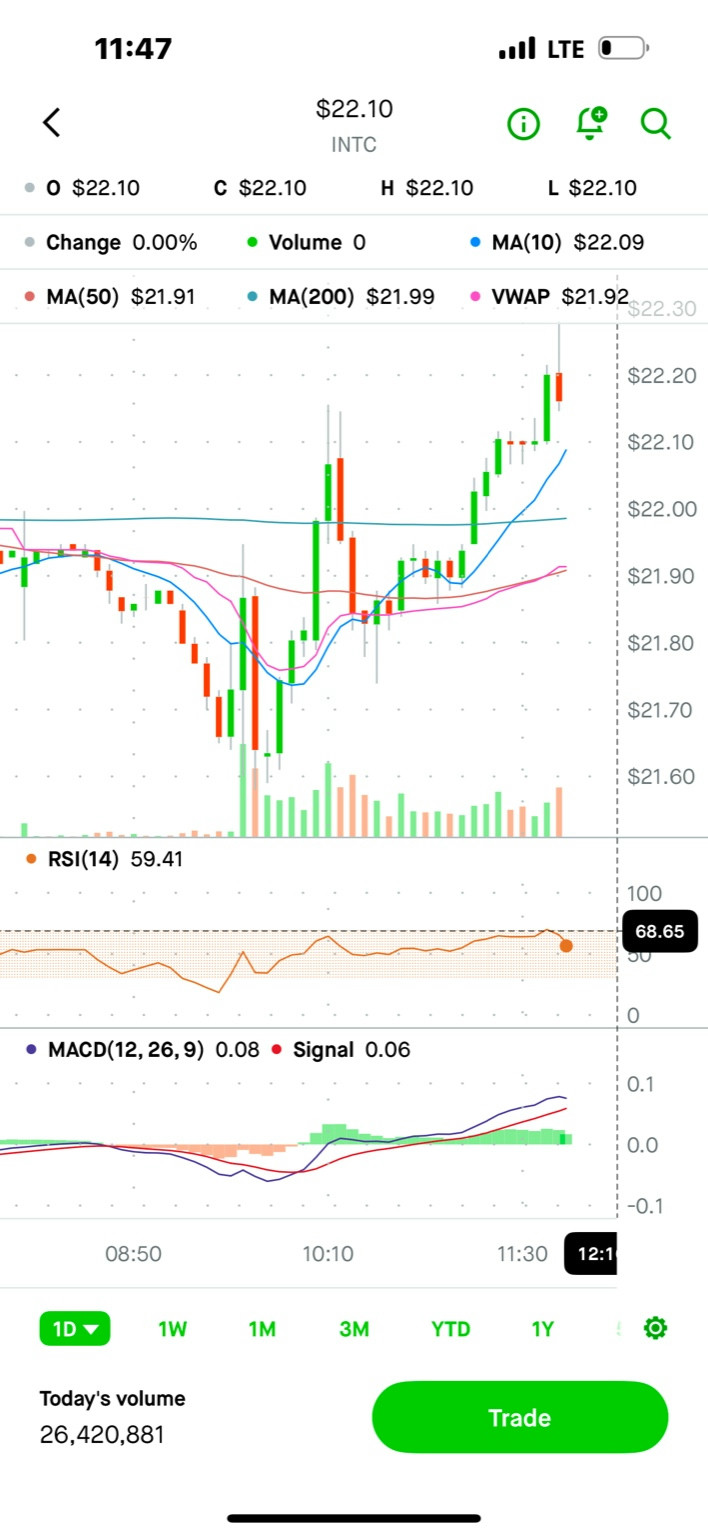 11:47 LTE
$22.10
INTC
O $22.10 C $22.10 H $22.10 L $22.10
Change 0.00% Volume 0 MA(10) $22.09
MA(50) $21.91 MA(200) $21.99 VWAP $21.92
$22.30
$22.20
$22.10
$22.00
$21.90
$21.80
$21.70
$21.60
RSI(14) 59.41
100
68.65
50
0
MACD(12, 26, 9) 0.08 Signal 0.06
0.1
0.0
-0.1
08:50 10:10 11:30 12:1
1D 1W 1M 3M YTD 1Y
Today's volume
26,420,881
Trade